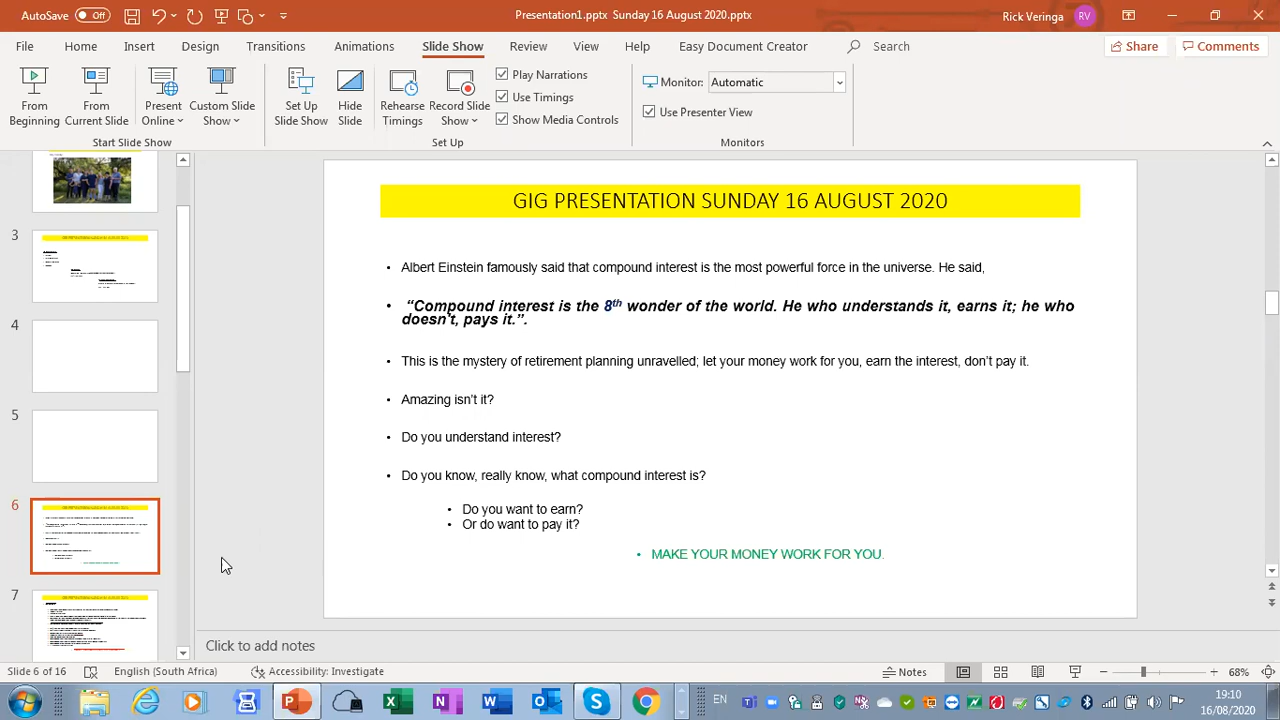 AutoSave Off
Presentation1.pptx Sunday 16 August 2020.pptx
Rick Veringa RV
File Home Insert Design Transitions Animations Slide Show Review View Help Easy Document Creator Search Share Comments
From Beginning
From Current Slide
Present Online
Custom Slide Show
Start Slide Show
Set Up Slide Show
Hide Slide
Rehearse Timings
Record Slide Show
Play Narrations
Use Timings
Show Media Controls
Set Up
Monitor: Automatic
Use Presenter View
Monitors
3
4
5
6
7
GIG PRESENTATION SUNDAY 16 AUGUST 2020
• Albert Einstein famously said that compound interest is the most powerful force in the universe. He said,
• “Compound interest is the 8th wonder of the world. He who understands it, earns it; he who
doesn't, pays it.”.
• This is the mystery of retirement planning unravelled; let your money work for you, earn the interest, don’t pay it.
• Amazing isn’t it?
• Do you understand interest?
• Do you know, really know, what compound interest is?
• Do you want to earn?
• Or do want to pay it?
• MAKE YOUR MONEY WORK FOR YOU.
Click to add notes
Slide 6 of 16 English (South Africa) Accessibility: Investigate Notes 68%
EN
19:10
16/08/2020